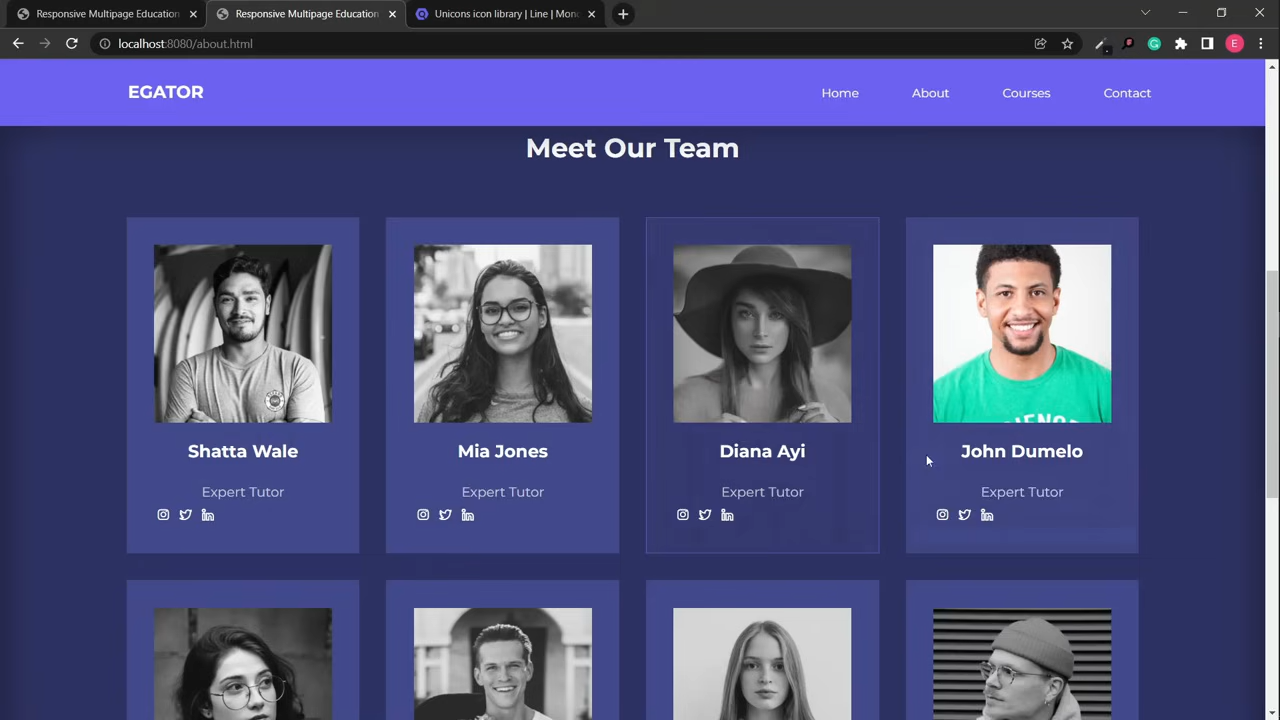 Responsive Multipage Education
Responsive Multipage Education
Unicons icon library | Line | Mono
localhost:8080/about.html
E
EGATOR
Home
About
Courses
Contact
Meet Our Team
Shatta Wale
Mia Jones
Diana Ayi
John Dumelo
Expert Tutor
Expert Tutor
Expert Tutor
Expert Tutor